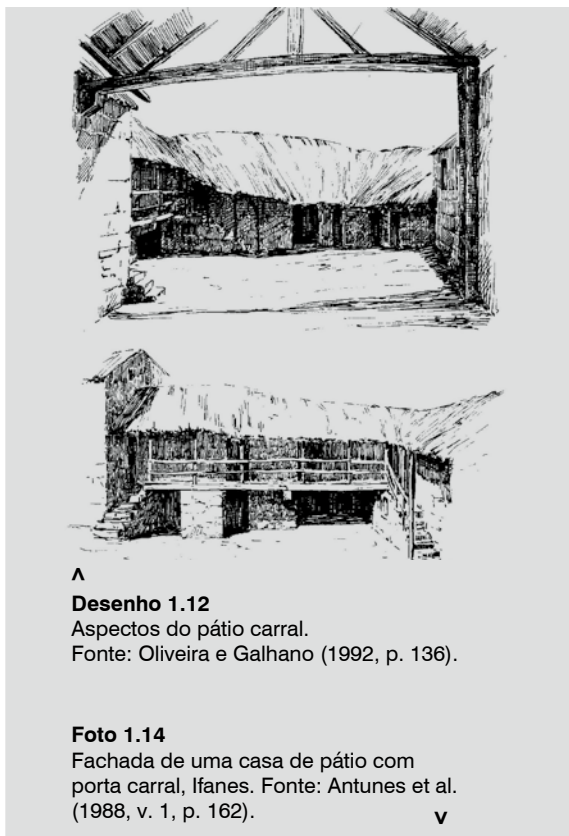 ʌ
Desenho 1.12
Aspectos do pátio carral.
Fonte: Oliveira e Galhano (1992, p. 136).
Foto 1.14
Fachada de uma casa de pátio com
porta carral, Ifanes. Fonte: Antunes et al.
(1988, v. 1, p. 162).
v